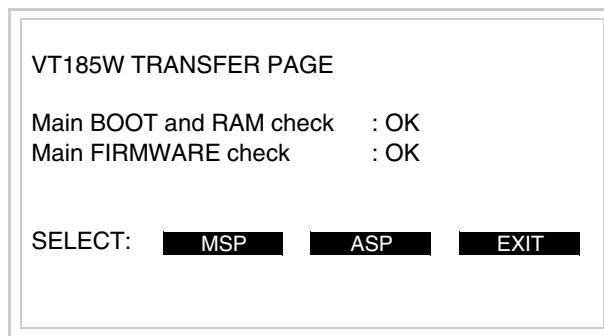 VT185W TRANSFER PAGE
Main BOOT and RAM check : OK
Main FIRMWARE check : OK
SELECT: MSP ASP EXIT